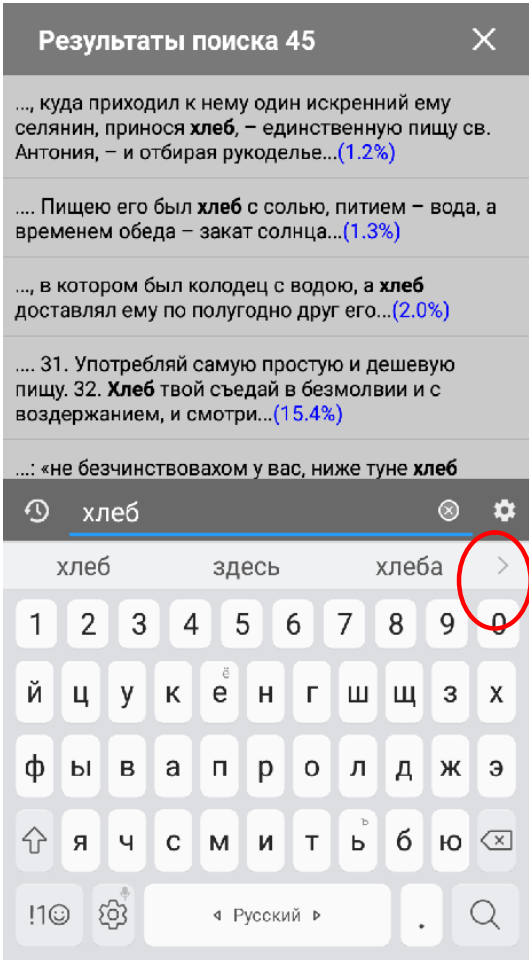 Результаты поиска 45
..., куда приходил к нему один искренний ему
селянин, принося хлеб, – единственную пищу св.
Антония, – и отбирая рукоделье...(1.2%)
.... Пищею его был хлеб с солью, питием – вода, а
временем обеда – закат солнца...(1.3%)
..., в котором был колодец с водою, а хлеб
доставлял ему по полугодно друг его...(2.0%)
.... 31. Употребляй самую простую и дешевую
пищу. 32. Хлеб твой съедай в безмолвии и с
воздержанием, и смотри...(15.4%)
...: «не безчинствовахом у вас, ниже туне хлеб
хлеб
хлеб здесь хлеба
1 2 3 4 5 6 7 8 9 0
ё
й ц у к е н г ш щ з х
ф ы в а п р о л д ж э
ъ
я ч с м и т ь б ю
!1☺ Русский .